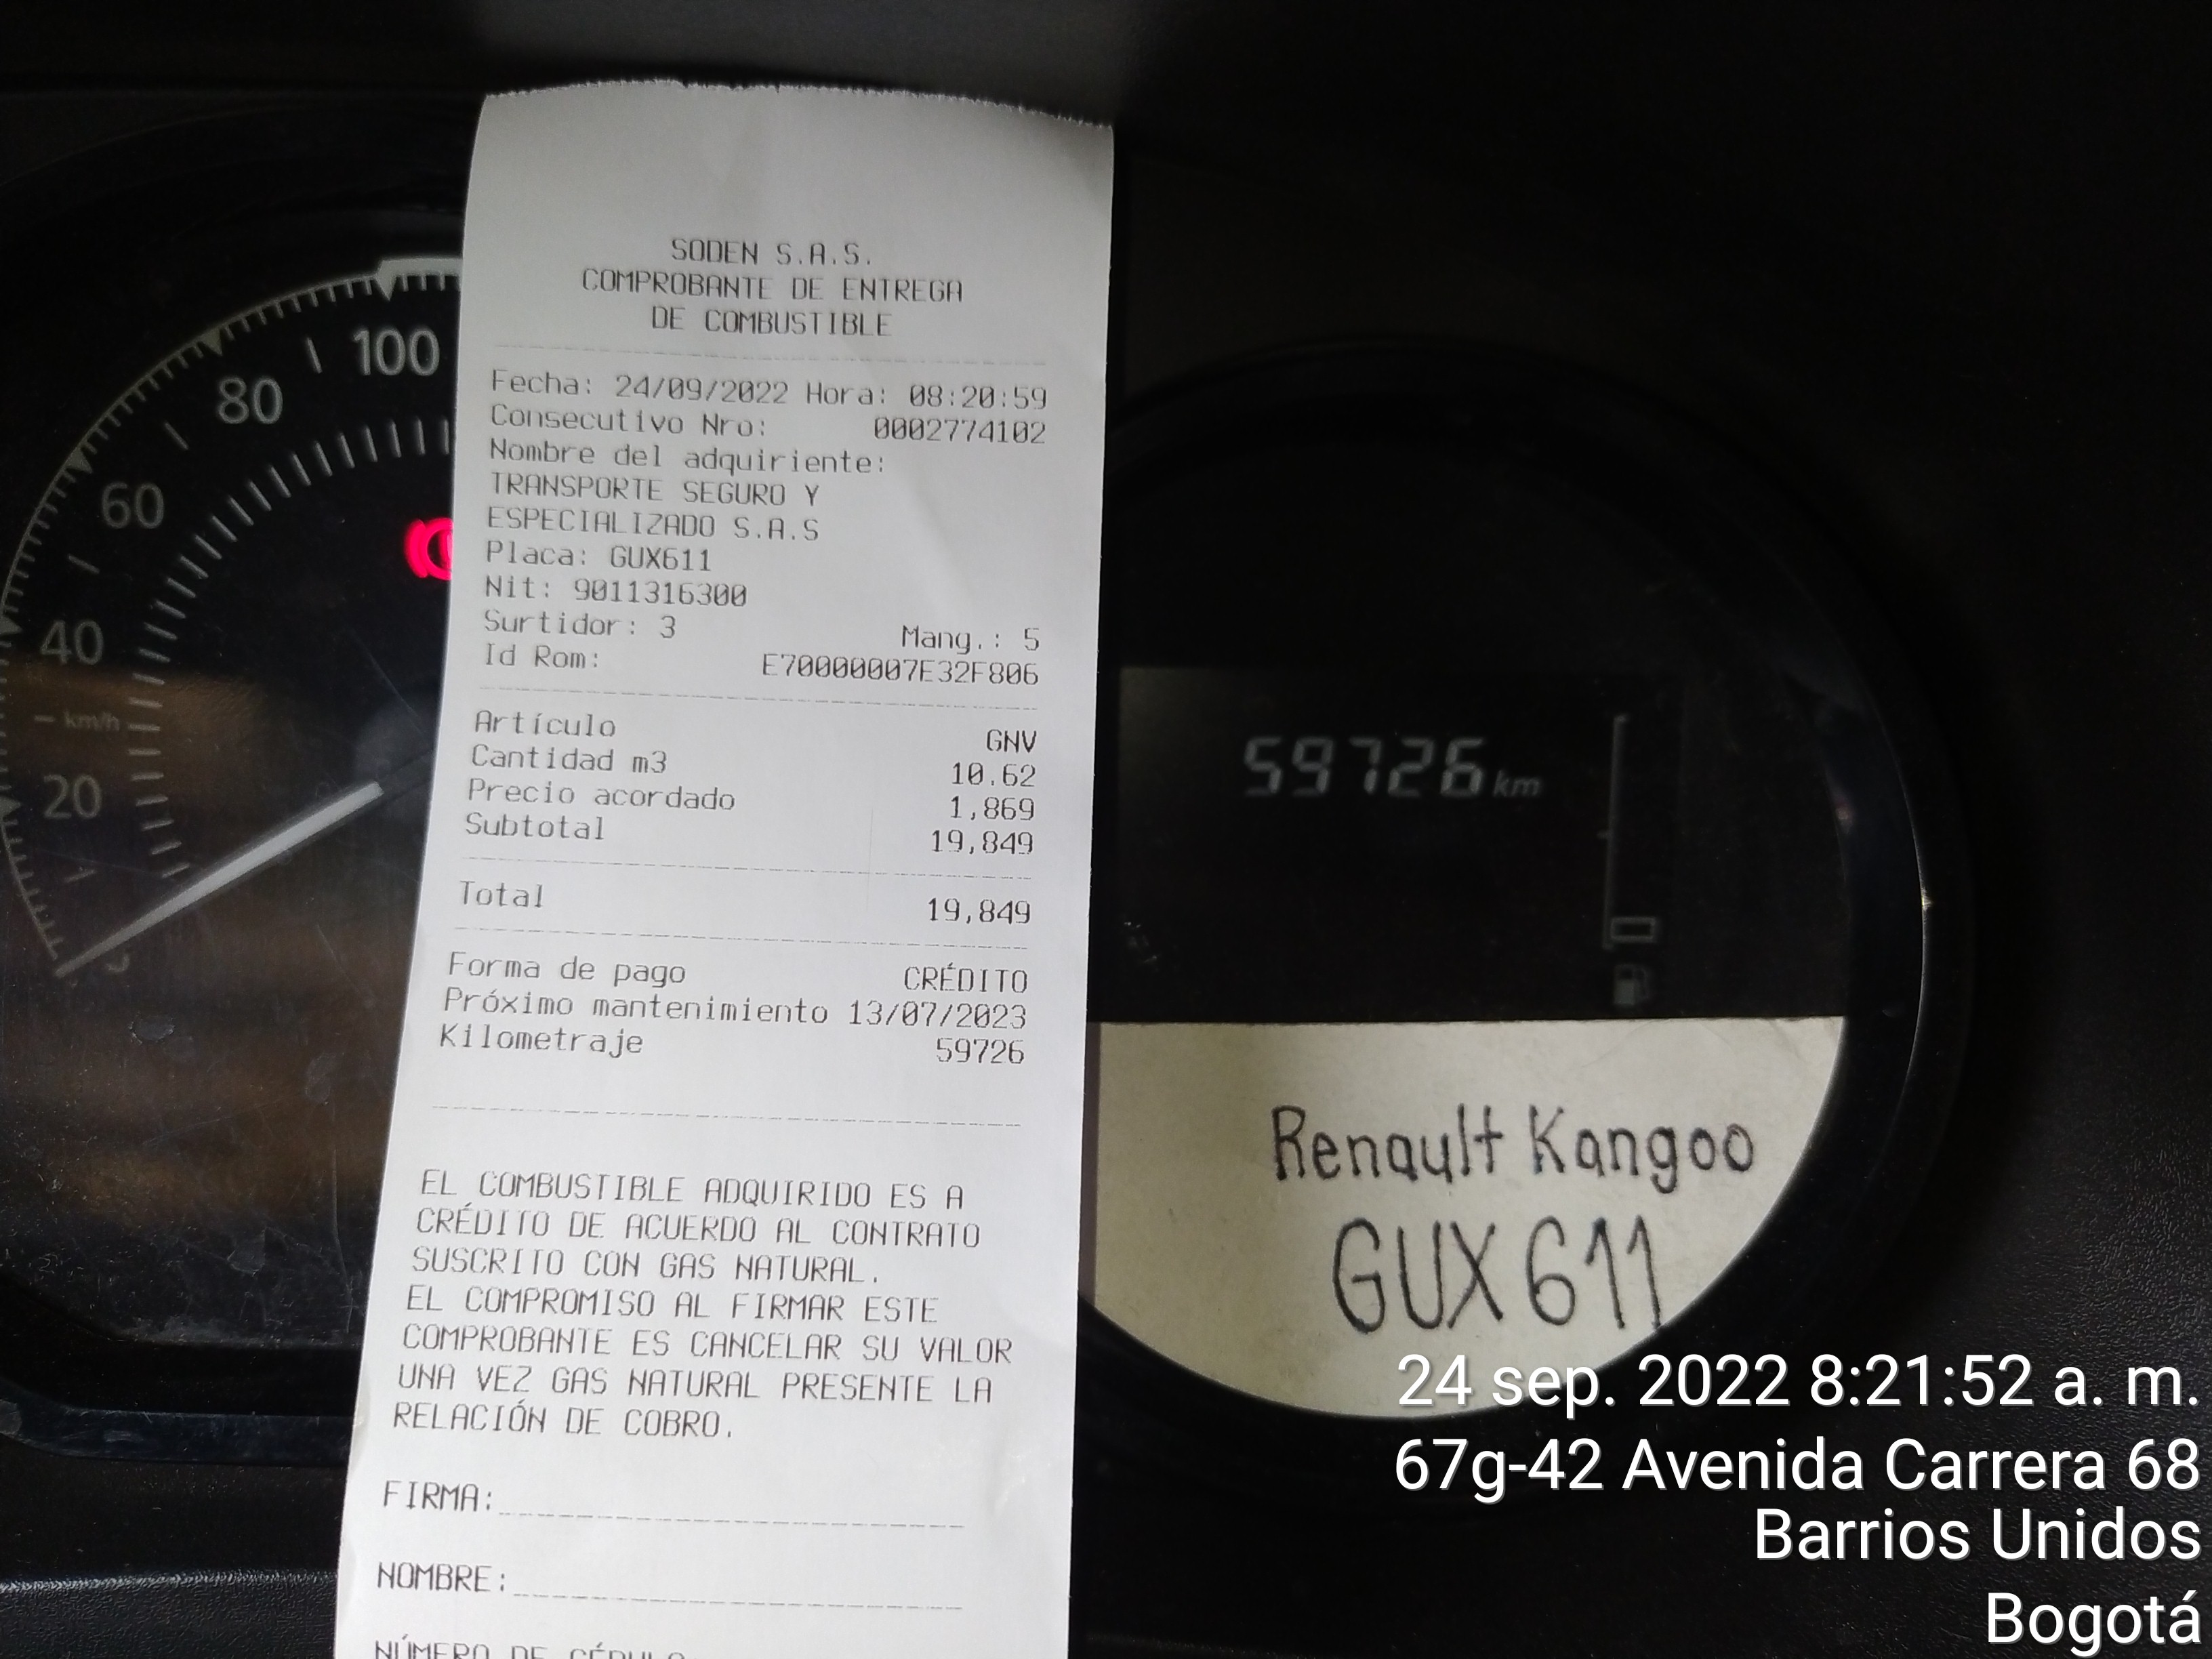 SODEN S.A.S.
COMPROBANTE DE ENTREGA
DE COMBUSTIBLE
Fecha: 24/09/2022 Hora: 08:20:59
Consecutivo Nro: 0002774102
Nombre del adquiriente:
TRANSPORTE SEGURO Y
ESPECIALIZADO S.A.S
Placa: GUX611
Nit: 9011316300
Surtidor: 3 Mang.: 5
Id Rom: E70000007E32F806
Artículo GNV
Cantidad m3 10.62
Precio acordado 1,869
Subtotal 19,849
Total 19,849
Forma de pago CRÉDITO
Próximo mantenimiento 13/07/2023
Kilometraje 59726
EL COMBUSTIBLE ADQUIRIDO ES A
CRÉDITO DE ACUERDO AL CONTRATO
SUSCRITO CON GAS NATURAL.
EL COMPROMISO AL FIRMAR ESTE
COMPROBANTE ES CANCELAR SU VALOR
UNA VEZ GAS NATURAL PRESENTE LA
RELACIÓN DE COBRO.
FIRMA:
NOMBRE:
NÚMERO DE CÉDULA
100
80
60
40
km/h
20
59726 km
Renault Kangoo
GUX611
24 sep. 2022 8:21:52 a. m.
67g-42 Avenida Carrera 68
Barrios Unidos
Bogotá